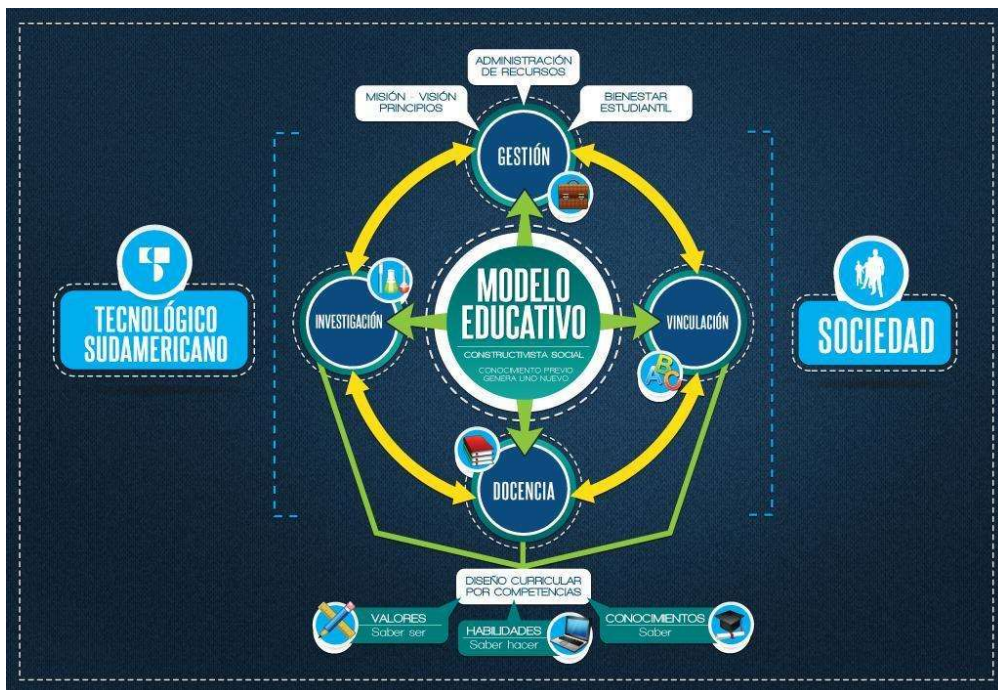 ADMINISTRACIÓN
DE RECURSOS
MISIÓN - VISIÓN
PRINCIPIOS
BIENESTAR
ESTUDIANTIL
GESTIÓN
TECNOLÓGICO
SUDAMERICANO
INVESTIGACIÓN
MODELO
EDUCATIVO
CONSTRUCTIVISTA SOCIAL
CONOCIMIENTO PREVIO
GENERA UNO NUEVO
VINCULACIÓN
ABC
SOCIEDAD
DOCENCIA
DISEÑO CURRICULAR
POR COMPETENCIAS
VALORES
Saber ser
HABILIDADES
Saber hacer
CONOCIMIENTOS
Saber